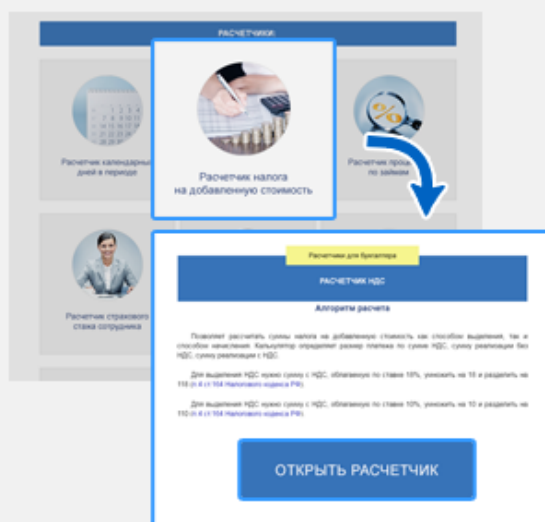 РАСЧЕТЧИКИ:
Расчетчик календарных
дней в периоде
Расчетчик налога
на добавленную стоимость
Расчетчик
по займам
Расчетчик страхового
стажа сотрудника
Расчетчики для бухгалтера
РАСЧЕТЧИК НДС
Алгоритм расчета
Позволяет рассчитать суммы налога на добавленную стоимость как способом выделения, так и
способом начисления. Калькулятор определяет размер платежа по сумме НДС, сумму реализации без
НДС, сумму реализации с НДС.
Для выделения НДС нужно сумму с НДС, облагаемую по ставке 18%, умножить на 18 и разделить на
118 (п.4 ст.164 Налогового кодекса РФ).
Для выделения НДС нужно сумму с НДС, облагаемую по ставке 10%, умножить на 10 и разделить на
110 (п.4 ст.164 Налогового кодекса РФ).
ОТКРЫТЬ РАСЧЕТЧИК